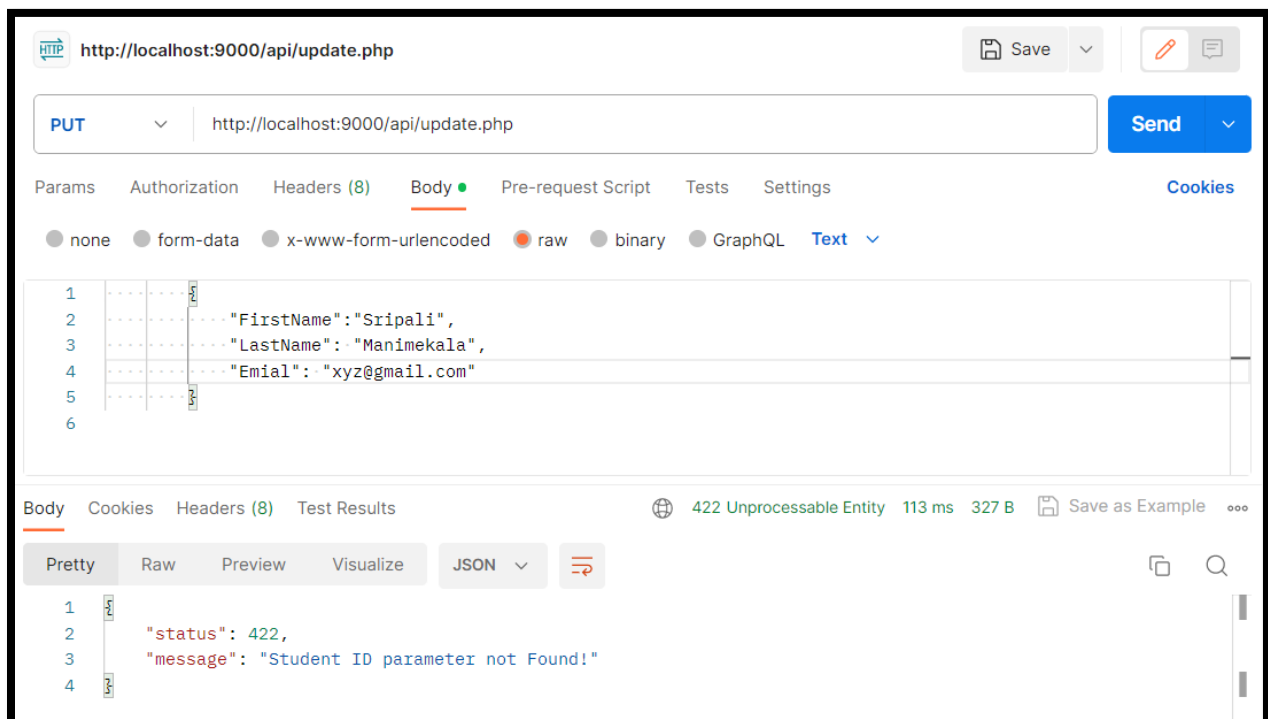 HTTP http://localhost:9000/api/update.php Save
PUT http://localhost:9000/api/update.php Send
Params Authorization Headers (8) Body Pre-request Script Tests Settings Cookies
none form-data x-www-form-urlencoded raw binary GraphQL Text
1 {
2 "FirstName":"Sripali",
3 "LastName": "Manimekala",
4 "Emial": "xyz@gmail.com"
5 }
6
Body Cookies Headers (8) Test Results 422 Unprocessable Entity 113 ms 327 B Save as Example
Pretty Raw Preview Visualize JSON
1 {
2 "status": 422,
3 "message": "Student ID parameter not Found!"
4 }